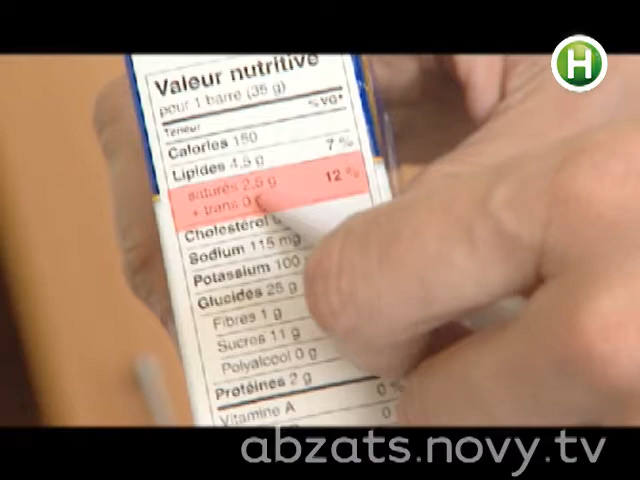 H
Valeur nutritive
pour 1 barre (35 g)
Teneur % VQ*
Calories 150
Lipides 4,5 g 7 %
saturés 2,5 g
+ trans 0 g 12 %
Cholestérol
Sodium 115 mg
Potassium 100
Glucides 25 g
Fibres 1 g
Sucres 11 g
Polyalcool 0 g
Protéines 2 g
Vitamine A 0 %
0
abzats.novy.tv